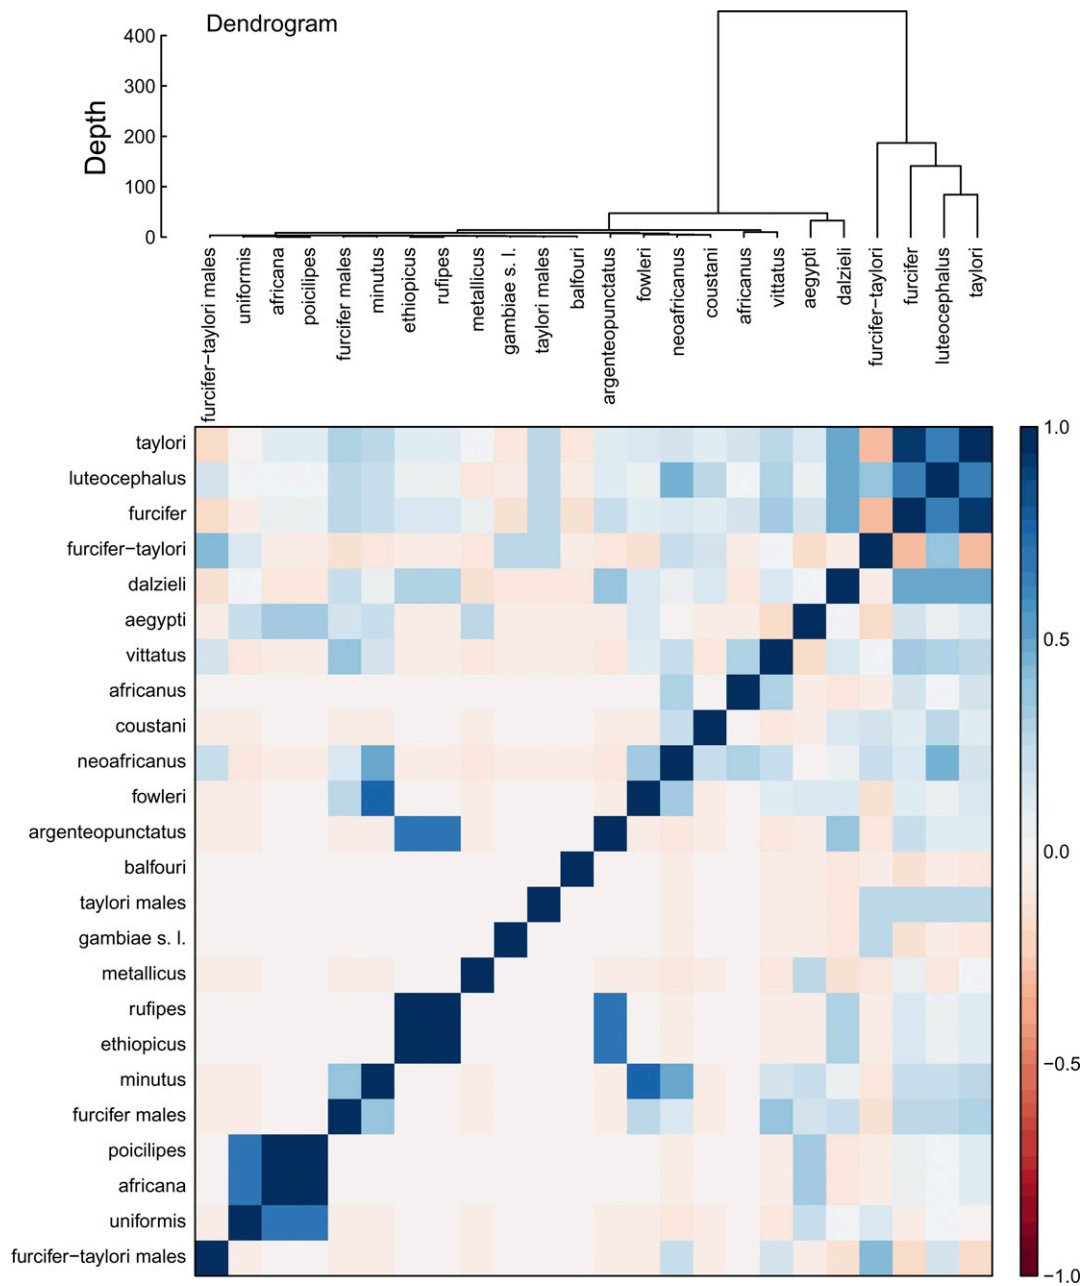 Dendrogram
Depth
400
300
200
100
0
furcifer−taylori males
uniformis
africana
poicilipes
furcifer males
minutus
ethiopicus
rufipes
metallicus
gambiae s. l.
taylori males
balfouri
argenteopunctatus
fowleri
neoafricanus
coustani
africanus
vittatus
aegypti
dalzieli
furcifer−taylori
furcifer
luteocephalus
taylori
taylori
luteocephalus
furcifer
furcifer−taylori
dalzieli
aegypti
vittatus
africanus
coustani
neoafricanus
fowleri
argenteopunctatus
balfouri
taylori males
gambiae s. l.
metallicus
rufipes
ethiopicus
minutus
furcifer males
poicilipes
africana
uniformis
furcifer−taylori males
1.0
0.5
0.0
−0.5
−1.0